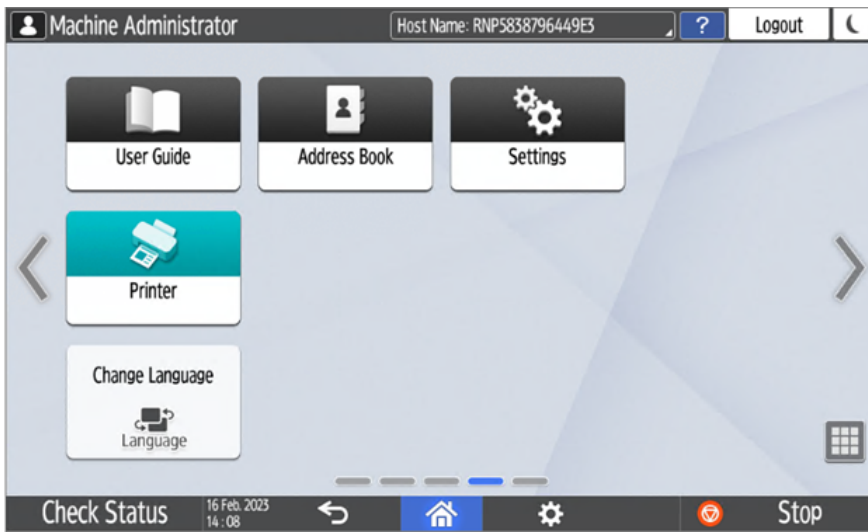 Machine Administrator
Host Name: RNP5838796449E3
?
Logout
User Guide
Address Book
Settings
Printer
Change Language
Language
Check Status
16 Feb. 2023
14 : 08
Stop